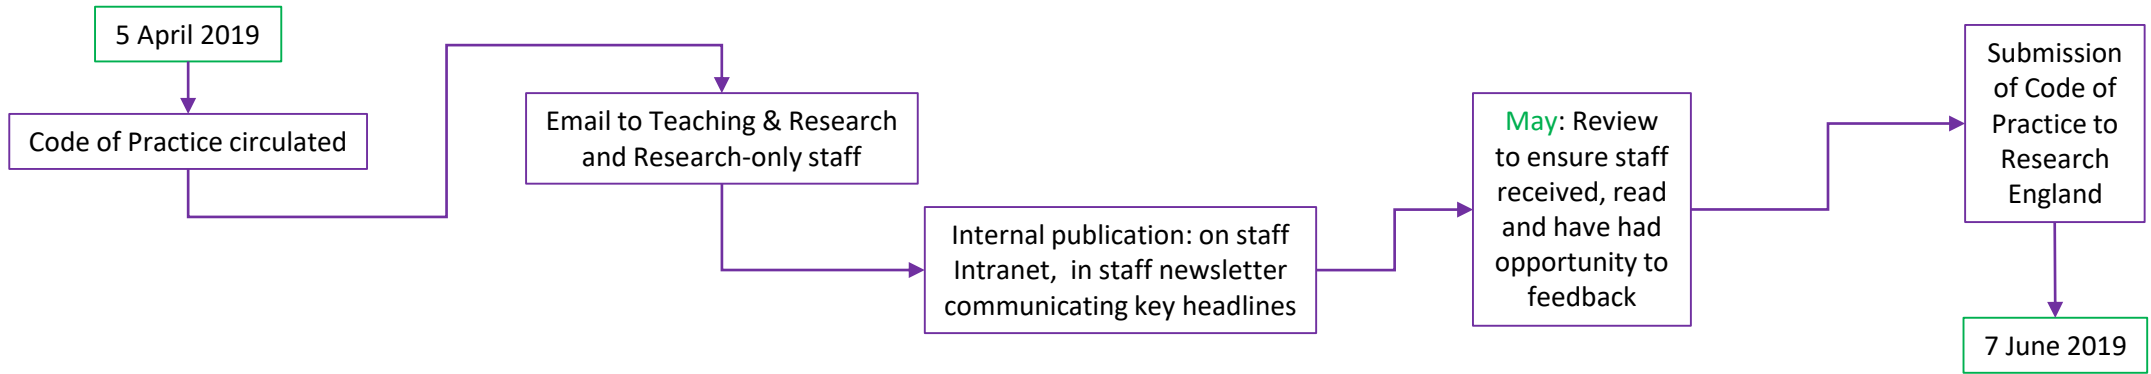 5 April 2019
Code of Practice circulated
Email to Teaching & Research
and Research-only staff
Internal publication: on staff
Intranet, in staff newsletter
communicating key headlines
May: Review
to ensure staff
received, read
and have had
opportunity to
feedback
Submission
of Code of
Practice to
Research
England
7 June 2019